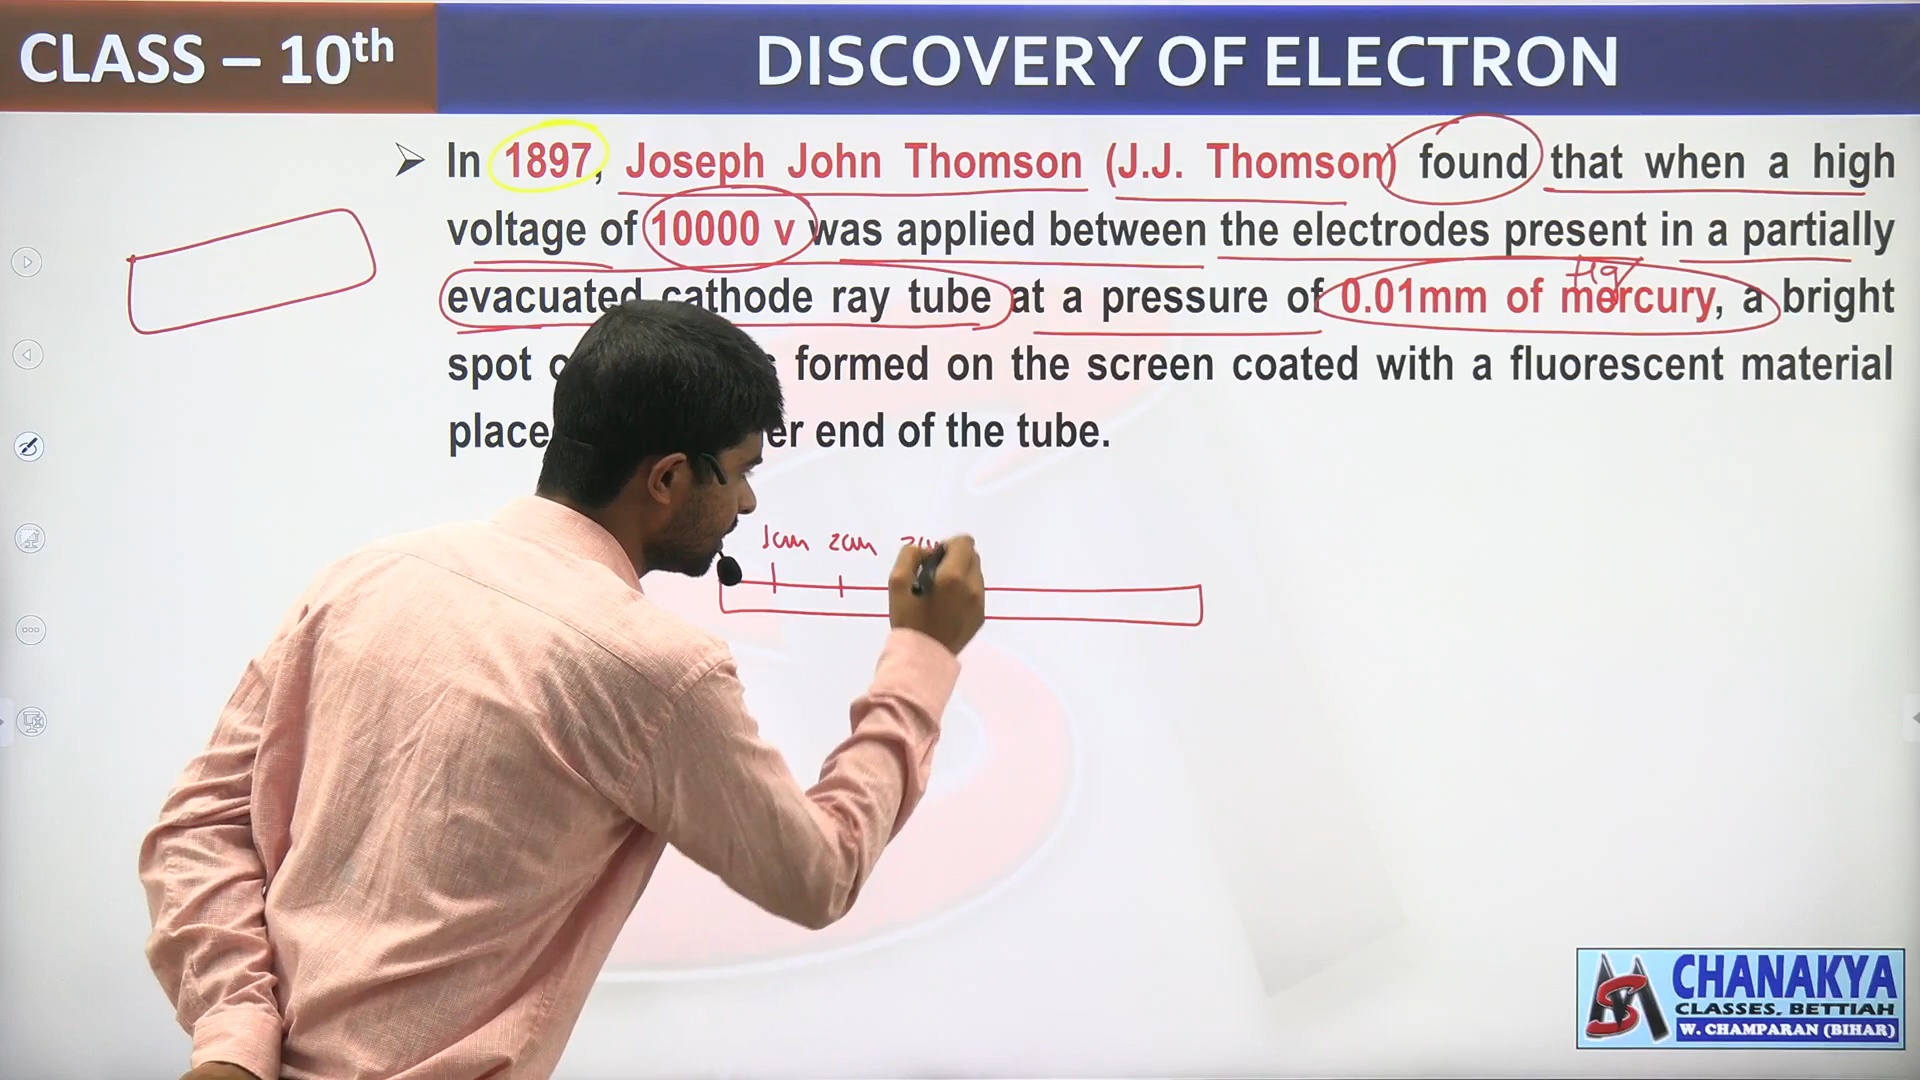 CLASS – 10th
DISCOVERY OF ELECTRON
➢ In 1897, Joseph John Thomson (J.J. Thomson) found that when a high
voltage of 10000 v was applied between the electrodes present in a partially
Hg
evacuated cathode ray tube at a pressure of 0.01mm of mercury, a bright
spot formed on the screen coated with a fluorescent material
end of the tube.
1cm 2cm
CHANAKYA
CLASSES, BETTIAH
W. CHAMPARAN (BIHAR)